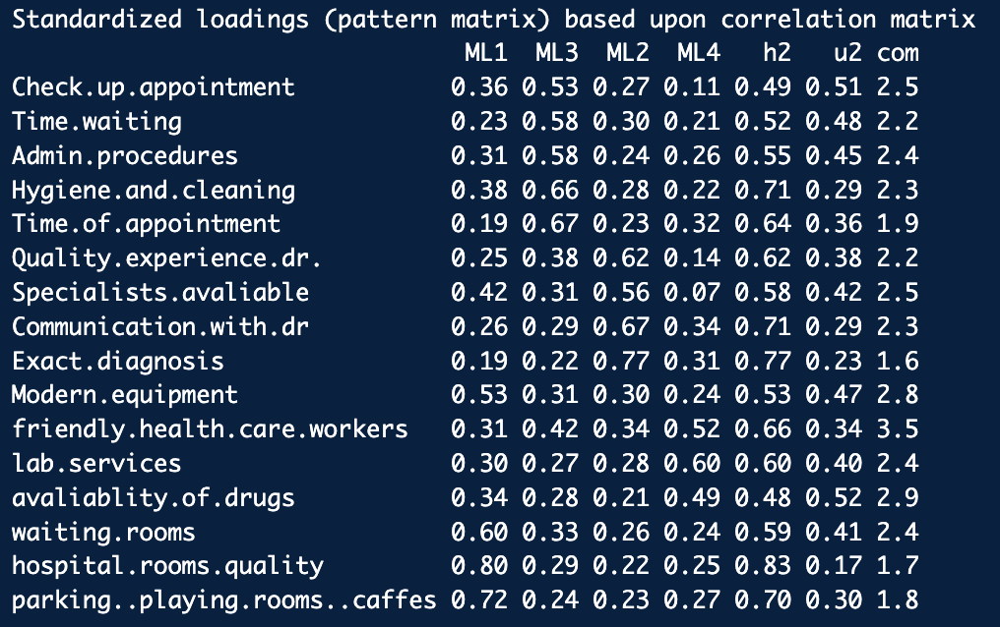 Standardized loadings (pattern matrix) based upon correlation matrix
ML1 ML3 ML2 ML4 h2 u2 com
Check.up.appointment 0.36 0.53 0.27 0.11 0.49 0.51 2.5
Time.waiting 0.23 0.58 0.30 0.21 0.52 0.48 2.2
Admin.procedures 0.31 0.58 0.24 0.26 0.55 0.45 2.4
Hygiene.and.cleaning 0.38 0.66 0.28 0.22 0.71 0.29 2.3
Time.of.appointment 0.19 0.67 0.23 0.32 0.64 0.36 1.9
Quality.experience.dr. 0.25 0.38 0.62 0.14 0.62 0.38 2.2
Specialists.avaliable 0.42 0.31 0.56 0.07 0.58 0.42 2.5
Communication.with.dr 0.26 0.29 0.67 0.34 0.71 0.29 2.3
Exact.diagnosis 0.19 0.22 0.77 0.31 0.77 0.23 1.6
Modern.equipment 0.53 0.31 0.30 0.24 0.53 0.47 2.8
friendly.health.care.workers 0.31 0.42 0.34 0.52 0.66 0.34 3.5
lab.services 0.30 0.27 0.28 0.60 0.60 0.40 2.4
avaliablity.of.drugs 0.34 0.28 0.21 0.49 0.48 0.52 2.9
waiting.rooms 0.60 0.33 0.26 0.24 0.59 0.41 2.4
hospital.rooms.quality 0.80 0.29 0.22 0.25 0.83 0.17 1.7
parking..playing.rooms..caffes 0.72 0.24 0.23 0.27 0.70 0.30 1.8